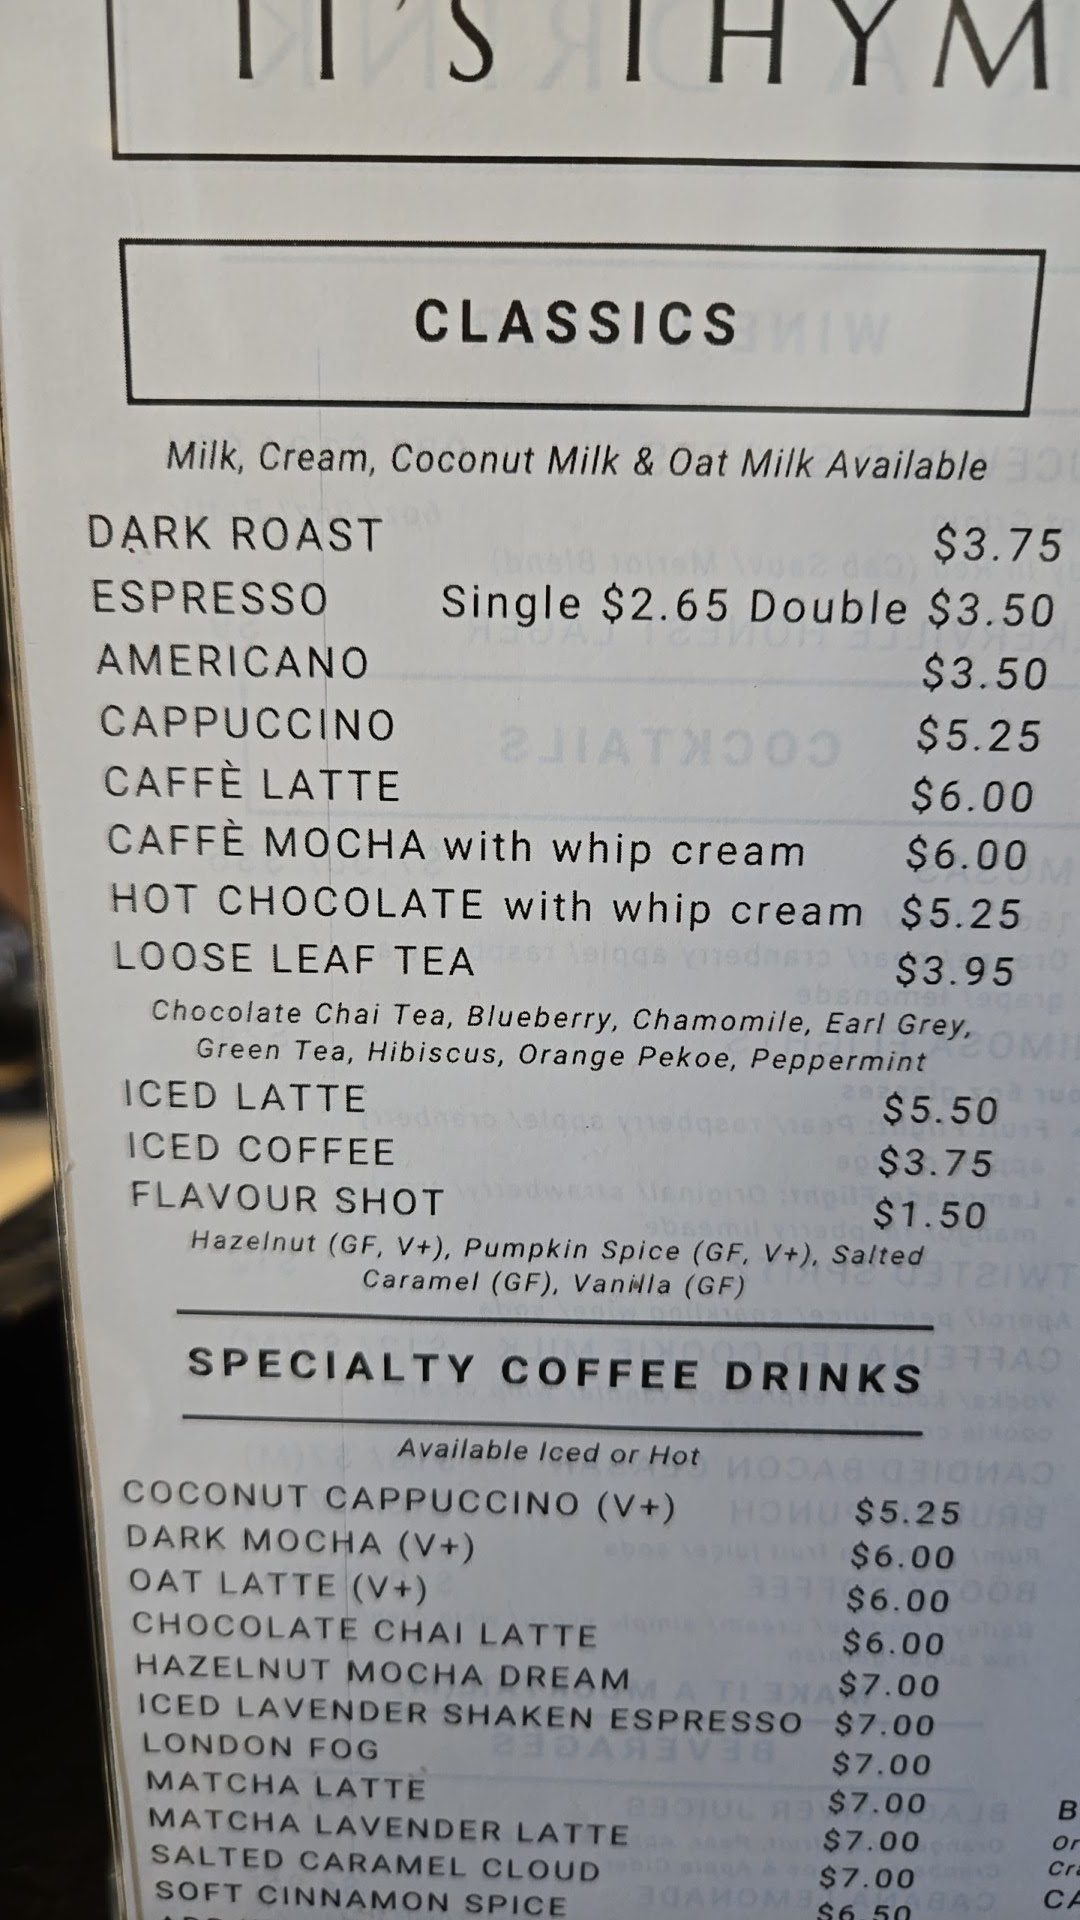 IT'S THYM
CLASSICS
Milk, Cream, Coconut Milk & Oat Milk Available
DARK ROAST $3.75
ESPRESSO Single $2.65 Double $3.50
AMERICANO $3.50
CAPPUCCINO $5.25
CAFFÈ LATTE $6.00
CAFFÈ MOCHA with whip cream $6.00
HOT CHOCOLATE with whip cream $5.25
LOOSE LEAF TEA $3.95
Chocolate Chai Tea, Blueberry, Chamomile, Earl Grey,
Green Tea, Hibiscus, Orange Pekoe, Peppermint
ICED LATTE $5.50
ICED COFFEE $3.75
FLAVOUR SHOT $1.50
Hazelnut (GF, V+), Pumpkin Spice (GF, V+), Salted
Caramel (GF), Vanilla (GF)
SPECIALTY COFFEE DRINKS
Available Iced or Hot
COCONUT CAPPUCCINO (V+) $5.25
DARK MOCHA (V+) $6.00
OAT LATTE (V+) $6.00
CHOCOLATE CHAI LATTE $6.00
HAZELNUT MOCHA DREAM $7.00
ICED LAVENDER SHAKEN ESPRESSO $7.00
LONDON FOG $7.00
MATCHA LATTE $7.00
MATCHA LAVENDER LATTE $7.00
SALTED CARAMEL CLOUD $7.00
SOFT CINNAMON SPICE $6.50
B
Or
Cra
CA